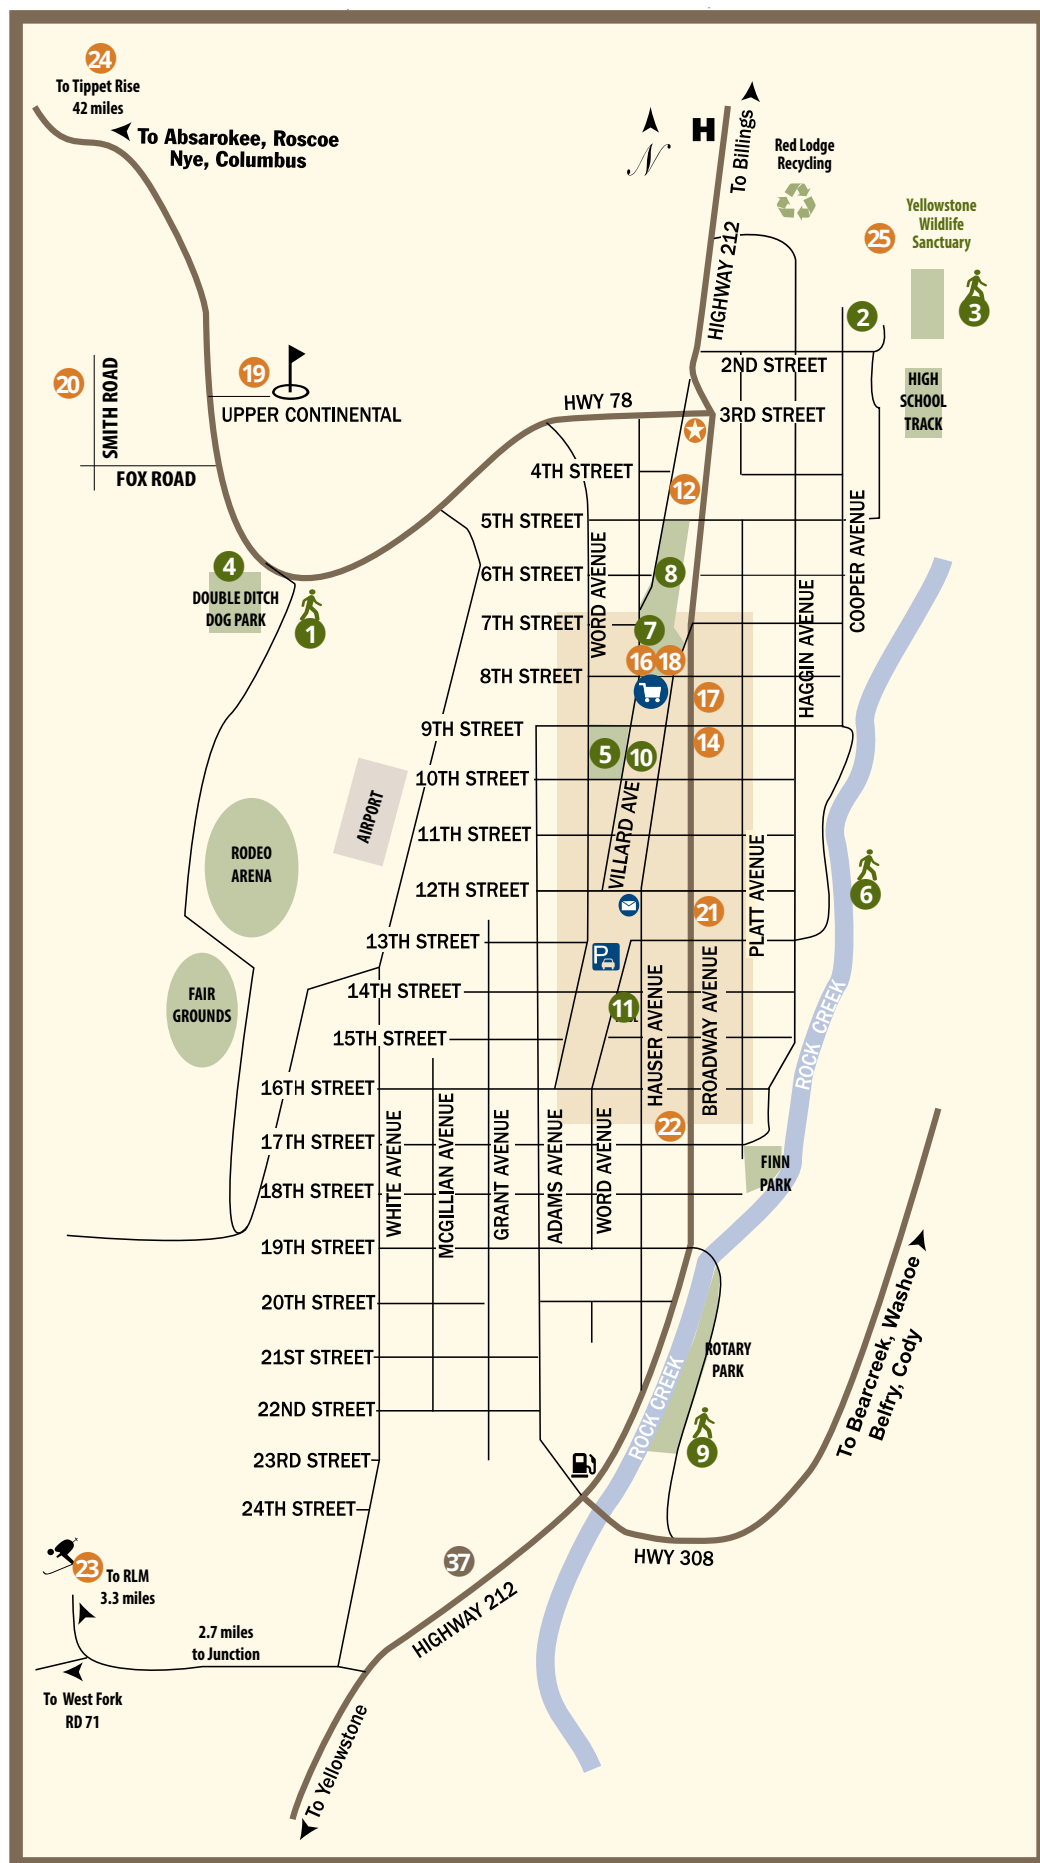 24
To Tippet Rise
42 miles
To Absarokee, Roscoe
Nye, Columbus
N
H
To Billings
Red Lodge
Recycling
HIGHWAY 212
25
Yellowstone
Wildlife
Sanctuary
3
2
2ND STREET
HIGH
SCHOOL
TRACK
20
SMITH ROAD
FOX ROAD
19
UPPER CONTINENTAL
HWY 78
3RD STREET
4TH STREET
12
5TH STREET
WORD AVENUE
COOPER AVENUE
4
DOUBLE DITCH
DOG PARK
1
6TH STREET
8
7TH STREET
7
HAGGIN AVENUE
16
18
8TH STREET
17
9TH STREET
14
5
10
10TH STREET
AIRPORT
VILLARD AVE
RODEO
ARENA
11TH STREET
PLATT AVENUE
6
12TH STREET
21
13TH STREET
P
FAIR
GROUNDS
14TH STREET
11
HAUSER AVENUE
BROADWAY AVENUE
ROCK CREEK
15TH STREET
16TH STREET
WHITE AVENUE
MCGILLIAN AVENUE
GRANT AVENUE
ADAMS AVENUE
WORD AVENUE
22
17TH STREET
FINN
PARK
18TH STREET
19TH STREET
20TH STREET
ROTARY
PARK
21ST STREET
ROCK CREEK
22ND STREET
9
To Bearcreek, Washoe
Belfry, Cody
23RD STREET
24TH STREET
HWY 308
37
HIGHWAY 212
23
To RLM
3.3 miles
2.7 miles
to Junction
To West Fork
RD 71
To Yellowstone